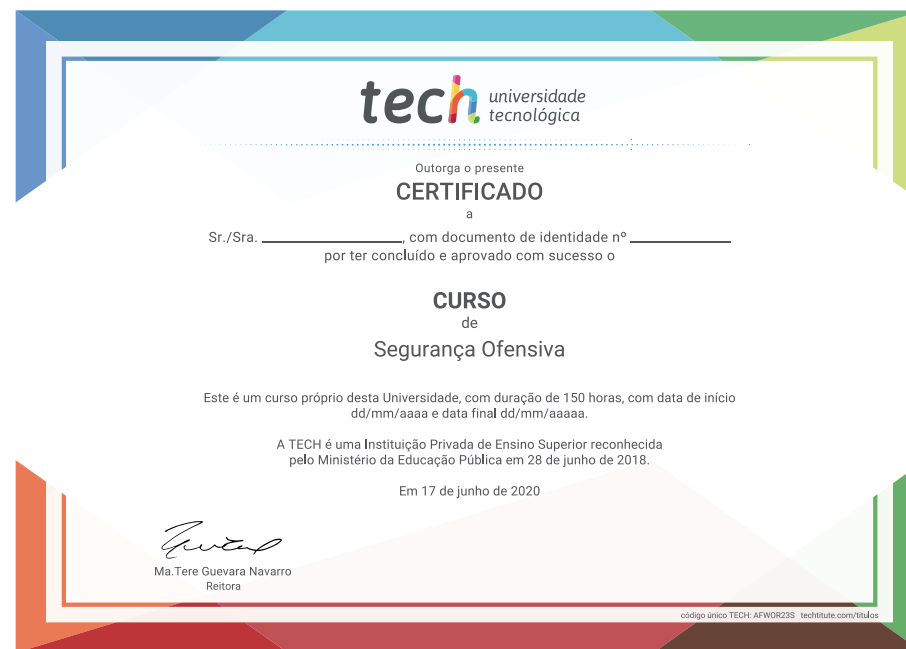 tech universidade
tecnológica
Outorga o presente
CERTIFICADO
a
Sr./Sra. ____________, com documento de identidade nº ____________
por ter concluído e aprovado com sucesso o
CURSO
de
Segurança Ofensiva
Este é um curso próprio desta Universidade, com duração de 150 horas, com data de início
dd/mm/aaaa e data final dd/mm/aaaaa.
A TECH é uma Instituição Privada de Ensino Superior reconhecida
pelo Ministério da Educação Pública em 28 de junho de 2018.
Em 17 de junho de 2020
Ma.Tere Guevara Navarro
Reitora
código único TECH: AFWOR23S techtitute.com/titulos